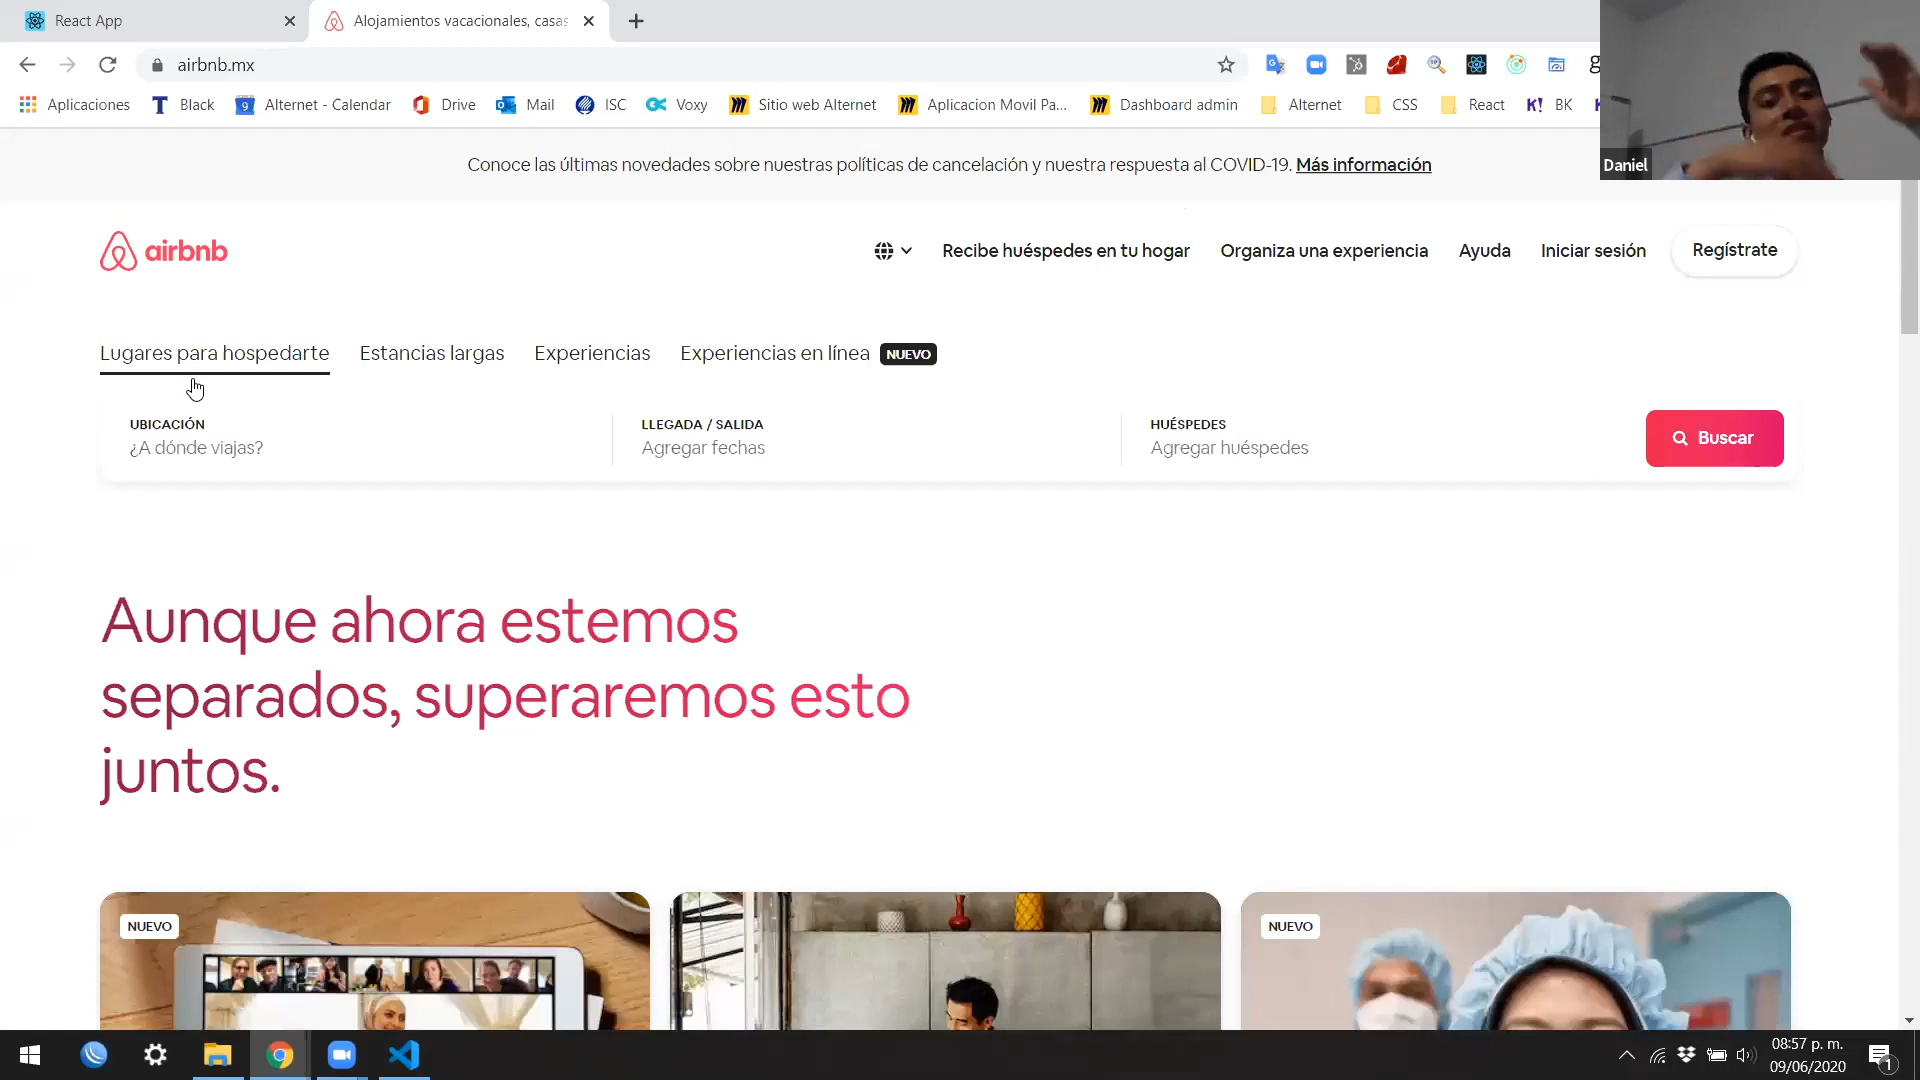 React App
Alojamientos vacacionales, casas
airbnb.mx
Aplicaciones
Black
Alternet - Calendar
Drive
Mail
ISC
Voxy
Sitio web Alternet
Aplicacion Movil Pa...
Dashboard admin
Alternet
CSS
React
BK
Daniel
Conoce las últimas novedades sobre nuestras políticas de cancelación y nuestra respuesta al COVID-19. Más información
airbnb
Recibe huéspedes en tu hogar
Organiza una experiencia
Ayuda
Iniciar sesión
Regístrate
Lugares para hospedarte
Estancias largas
Experiencias
Experiencias en línea NUEVO
UBICACIÓN
¿A dónde viajas?
LLEGADA / SALIDA
Agregar fechas
HUÉSPEDES
Agregar huéspedes
Buscar
Aunque ahora estemos
separados, superaremos esto
juntos.
NUEVO
NUEVO
08:57 p. m.
09/06/2020
1